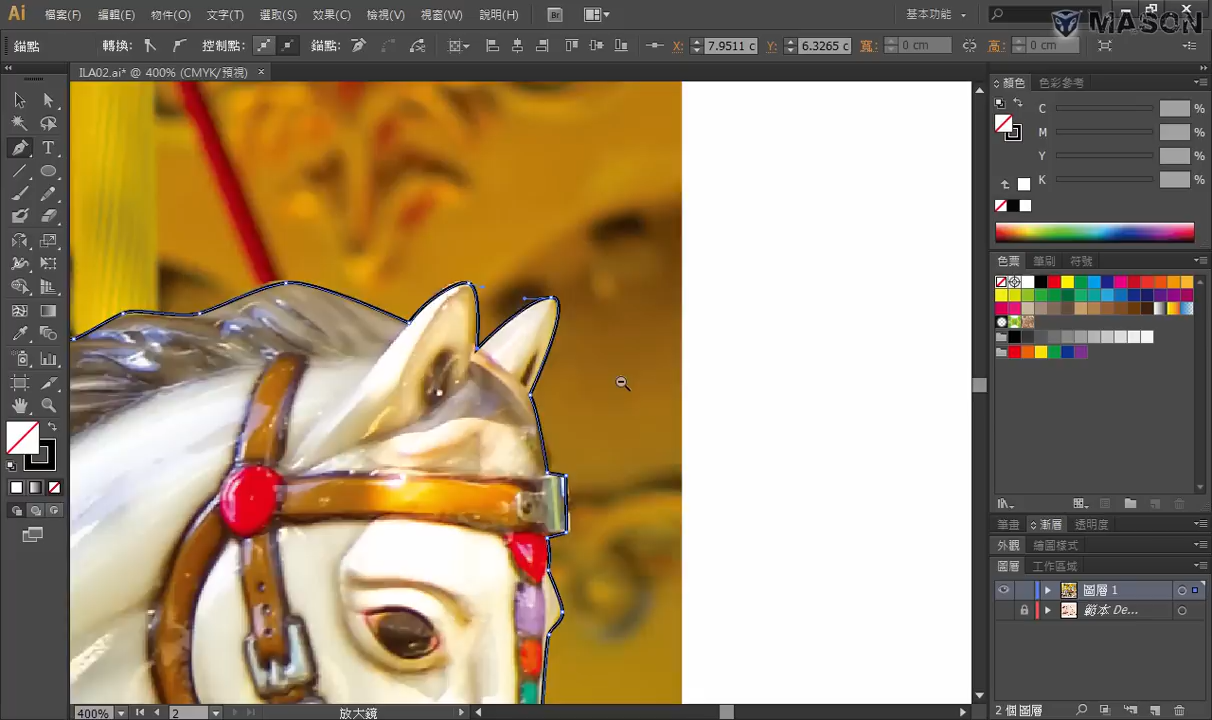 Ai 檔案(F) 編輯(E) 物件(O) 文字(T) 選取(S) 效果(C) 檢視(V) 視窗(W) 說明(H) Br 基本功能
MASON
錨點 轉換: 控制點: 錨點: X: 7.9511 c Y: 6.3265 c 寬: 0 cm 高: 0 cm
ILA02.ai* @ 400% (CMYK/預視) ×
顏色 色彩參考
C %
M %
Y %
K %
色票 筆刷 符號
筆畫 漸層 透明度
外觀 繪圖樣式
圖層 工作區域
圖層 1
範本 De...
2 個圖層
400% 2 放大鏡